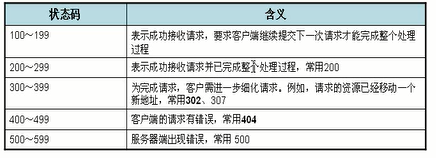 状态码 含义
100～199 表示成功接收请求，要求客户端继续提交下一次请求才能完成整个处理
过程
200～299 表示成功接收请求并已完成整个处理过程，常用200
300～399 为完成请求，客户需进一步细化请求。例如，请求的资源已经移动一个
新地址，常用302、307
400～499 客户端的请求有错误，常用404
500～599 服务器端出现错误，常用 500